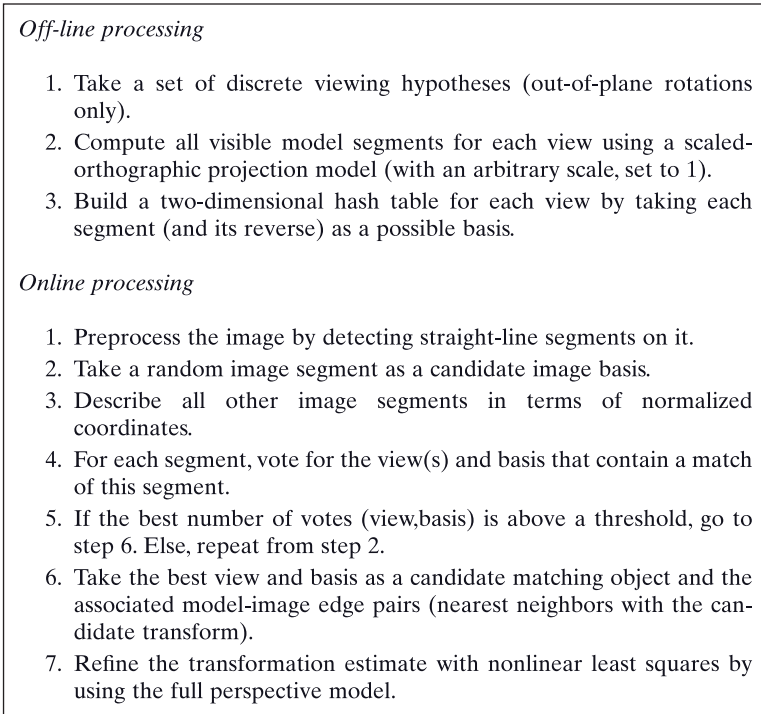 Off-line processing
1. Take a set of discrete viewing hypotheses (out-of-plane rotations
only).
2. Compute all visible model segments for each view using a scaled-
orthographic projection model (with an arbitrary scale, set to 1).
3. Build a two-dimensional hash table for each view by taking each
segment (and its reverse) as a possible basis.
Online processing
1. Preprocess the image by detecting straight-line segments on it.
2. Take a random image segment as a candidate image basis.
3. Describe all other image segments in terms of normalized
coordinates.
4. For each segment, vote for the view(s) and basis that contain a match
of this segment.
5. If the best number of votes (view,basis) is above a threshold, go to
step 6. Else, repeat from step 2.
6. Take the best view and basis as a candidate matching object and the
associated model-image edge pairs (nearest neighbors with the can-
didate transform).
7. Refine the transformation estimate with nonlinear least squares by
using the full perspective model.